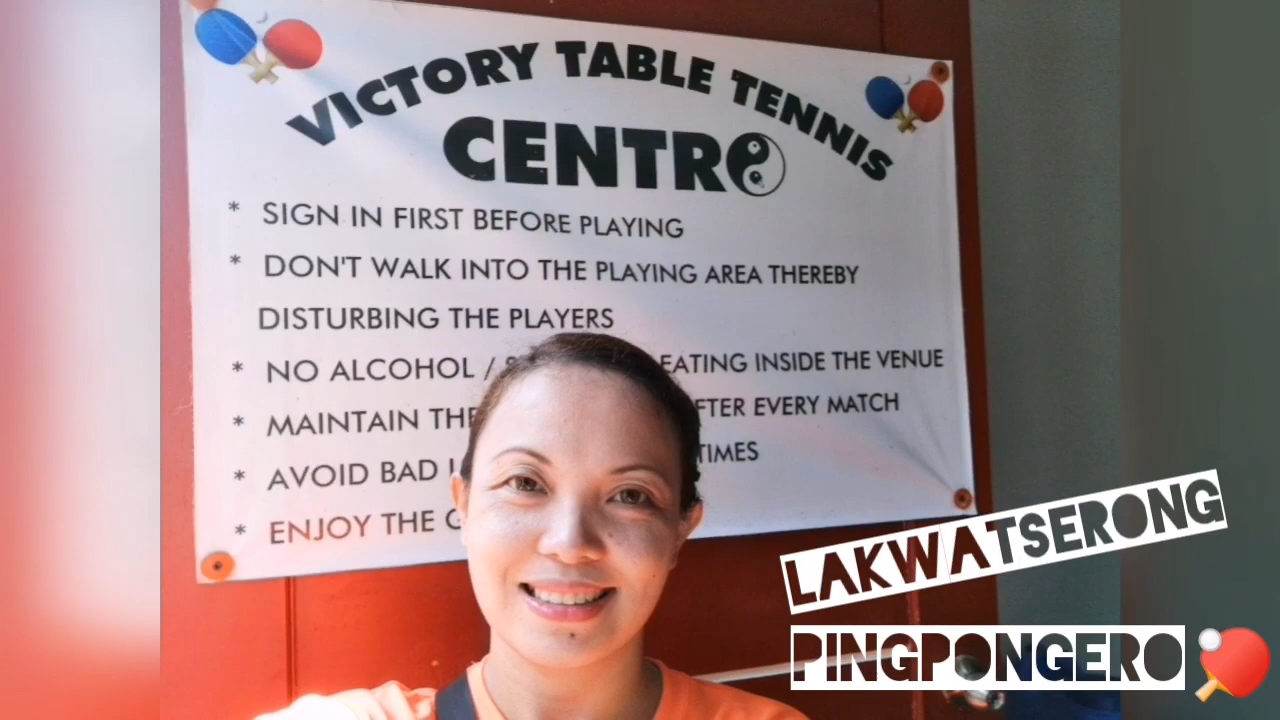 VICTORY TABLE TENNIS
CENTRO
* SIGN IN FIRST BEFORE PLAYING
* DON'T WALK INTO THE PLAYING AREA THEREBY
DISTURBING THE PLAYERS
* NO ALCOHOL / EATING INSIDE THE VENUE
* MAINTAIN THE AFTER EVERY MATCH
* AVOID BAD TIMES
* ENJOY THE
LAKWATSERONG
PINGPONGERO